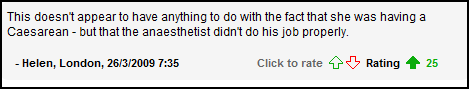 This doesn't appear to have anything to do with the fact that she was having a
Caesarean - but that the anaesthetist didn't do his job properly.
- Helen, London, 26/3/2009 7:35 Click to rate Rating 25